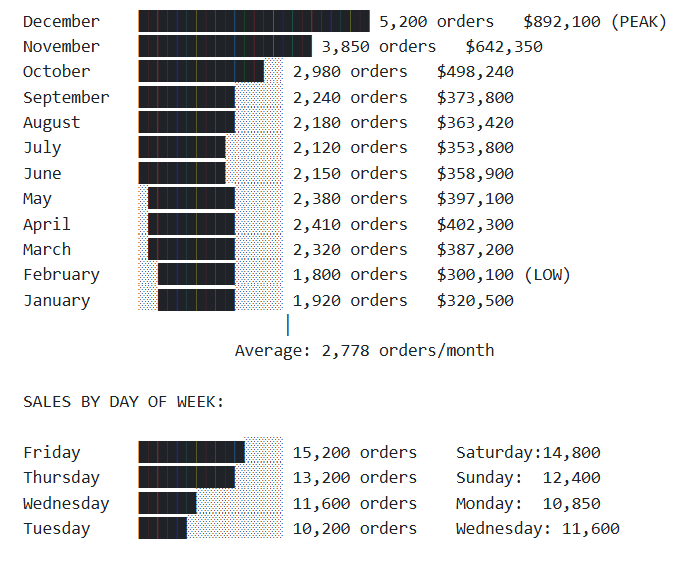 December 5,200 orders $892,100 (PEAK)
November 3,850 orders $642,350
October 2,980 orders $498,240
September 2,240 orders $373,800
August 2,180 orders $363,420
July 2,120 orders $353,800
June 2,150 orders $358,900
May 2,380 orders $397,100
April 2,410 orders $402,300
March 2,320 orders $387,200
February 1,800 orders $300,100 (LOW)
January 1,920 orders $320,500
Average: 2,778 orders/month
SALES BY DAY OF WEEK:
Friday 15,200 orders Saturday:14,800
Thursday 13,200 orders Sunday: 12,400
Wednesday 11,600 orders Monday: 10,850
Tuesday 10,200 orders Wednesday: 11,600